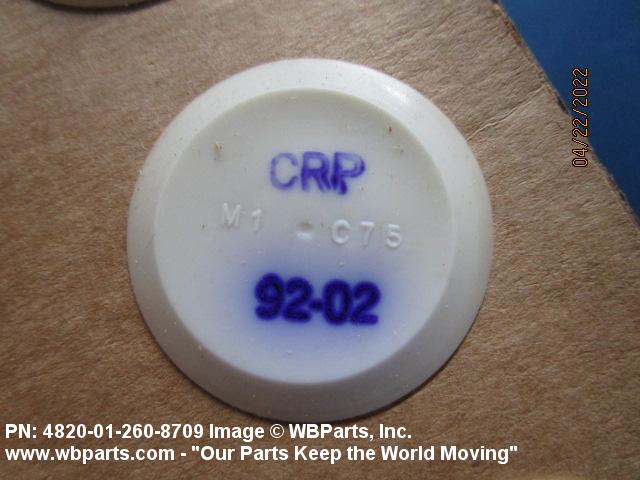 04/22/2022
CRP
M1 C75
92-02
PN: 4820-01-260-8709 Image © WBParts, Inc.
www.wbparts.com - "Our Parts Keep the World Moving"